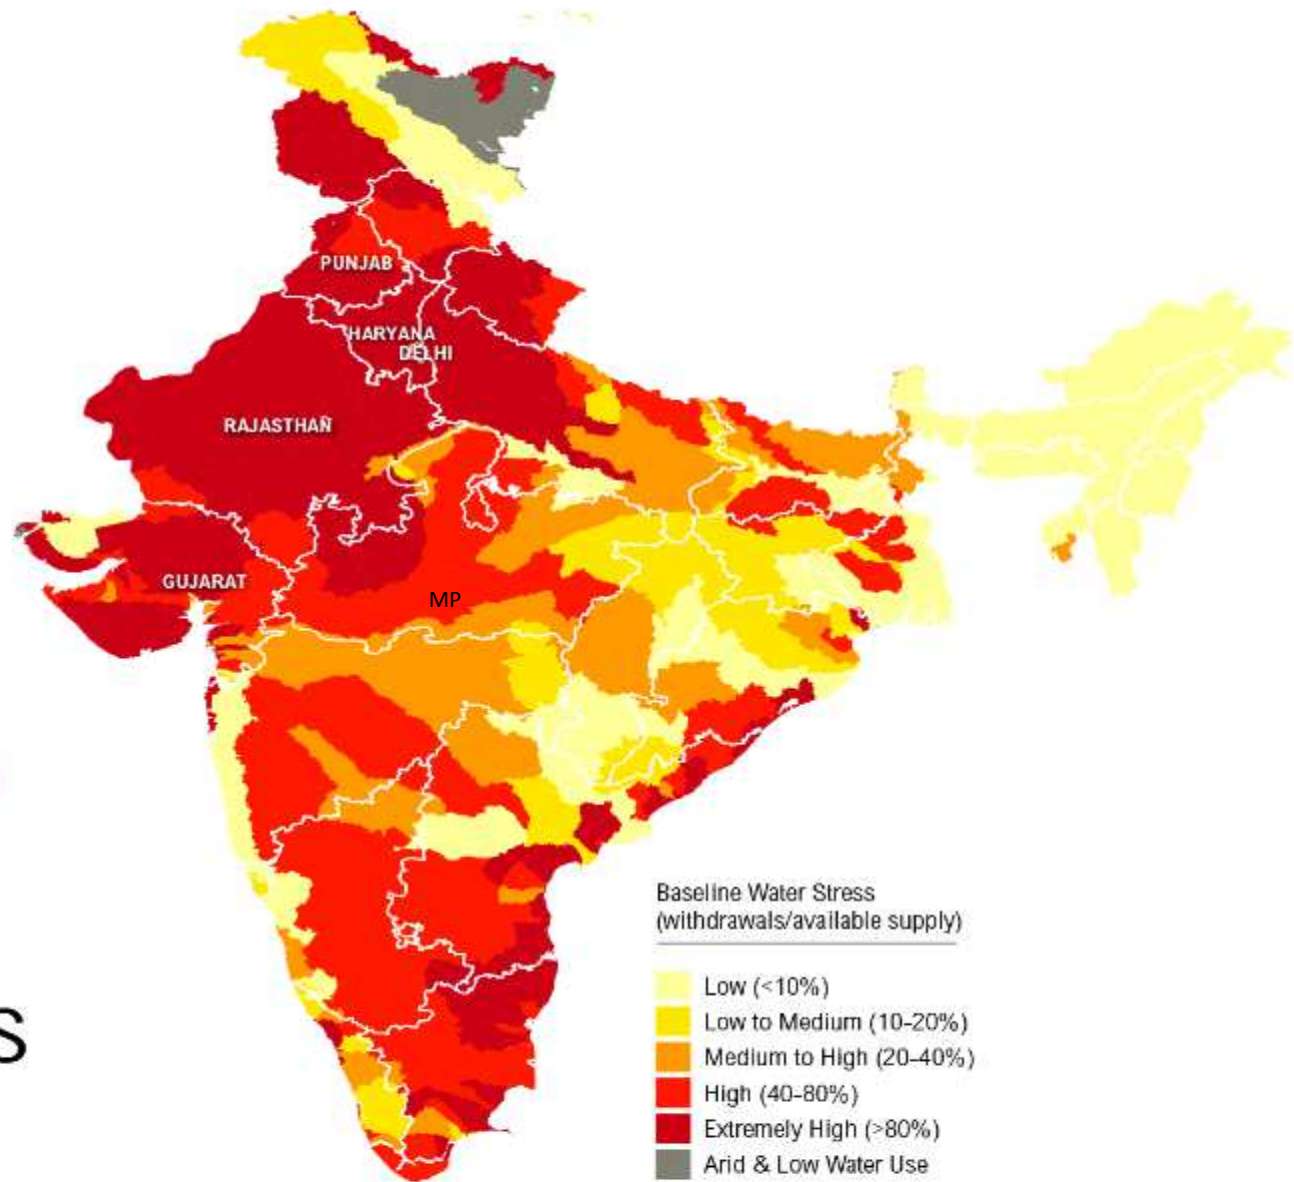 PUNJAB
HARYANA
DELHI
RAJASTHAÑ
GUJARAT
MP
Baseline Water Stress
(withdrawals/available supply)
Low (<10%)
Low to Medium (10-20%)
Medium to High (20-40%)
High (40-80%)
Extremely High (>80%)
Arid & Low Water Use
S